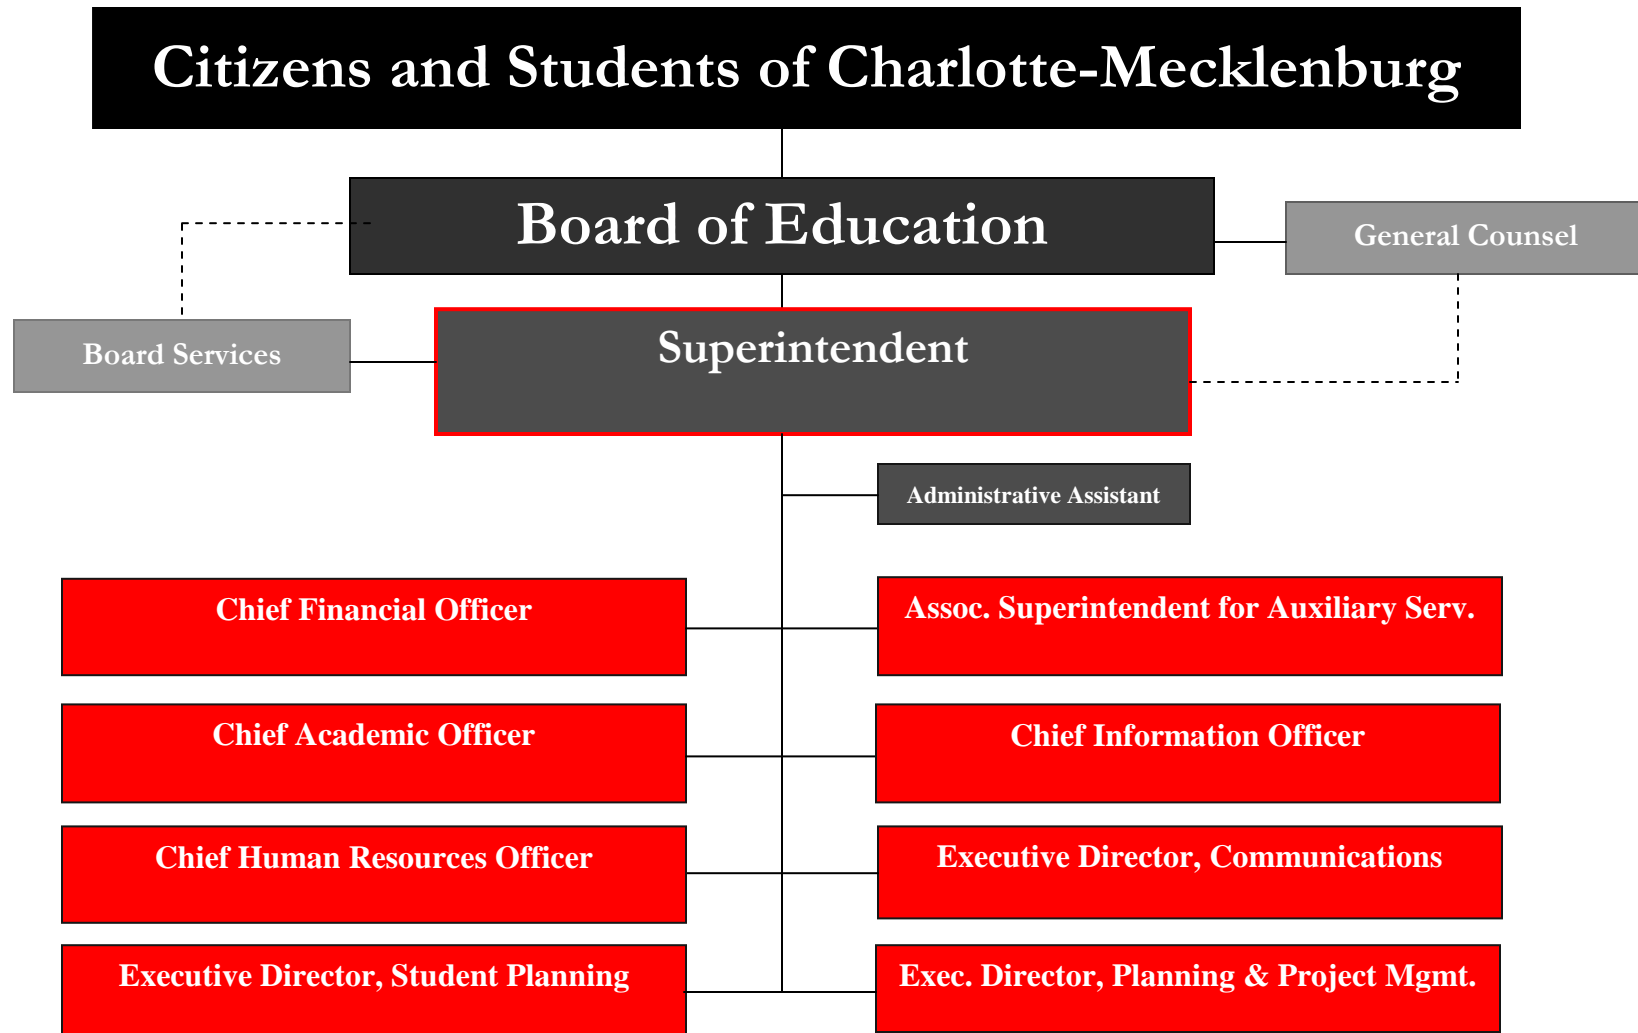 Citizens and Students of Charlotte-Mecklenburg
Board of Education
General Counsel
Board Services
Superintendent
Administrative Assistant
Chief Financial Officer
Assoc. Superintendent for Auxiliary Serv.
Chief Academic Officer
Chief Information Officer
Chief Human Resources Officer
Executive Director, Communications
Executive Director, Student Planning
Exec. Director, Planning & Project Mgmt.